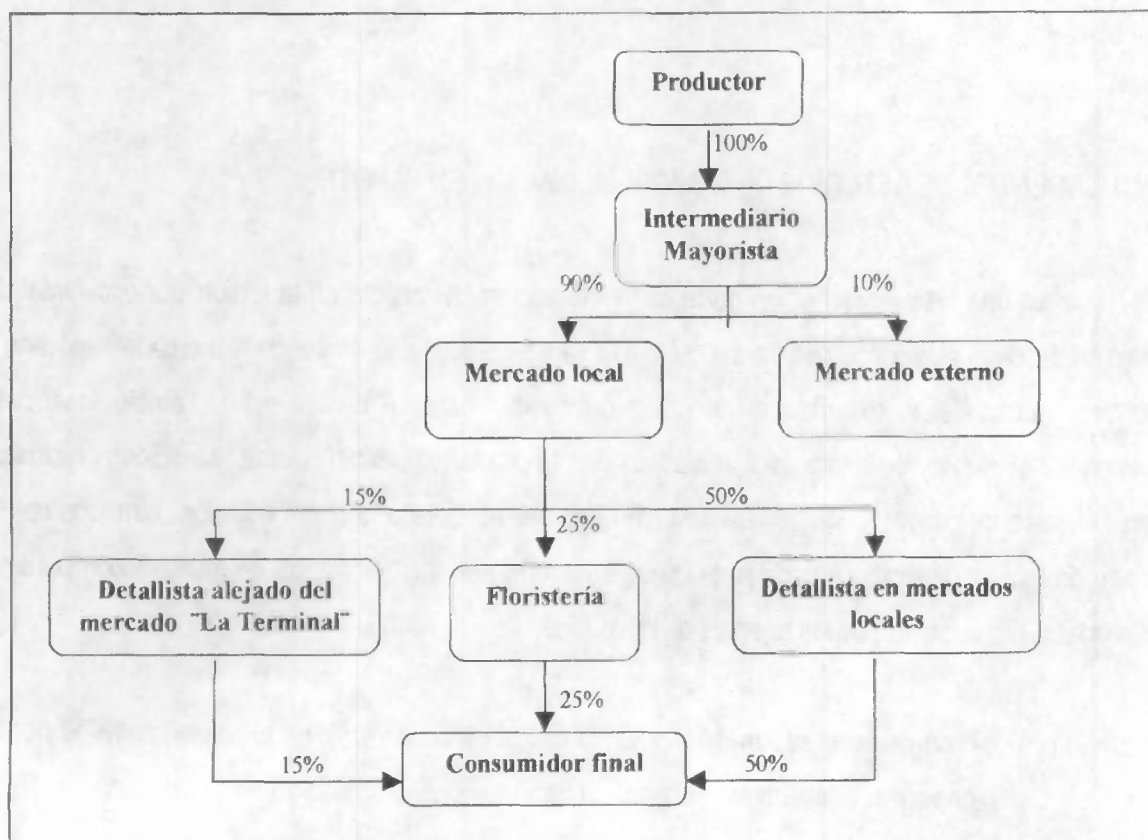 Productor
100%
Intermediario
Mayorista
90%
10%
Mercado local
Mercado externo
15%
25%
50%
Detallista alejado del
mercado ¨La Terminal¨
Floristería
Detallista en mercados
locales
25%
15%
Consumidor final
50%